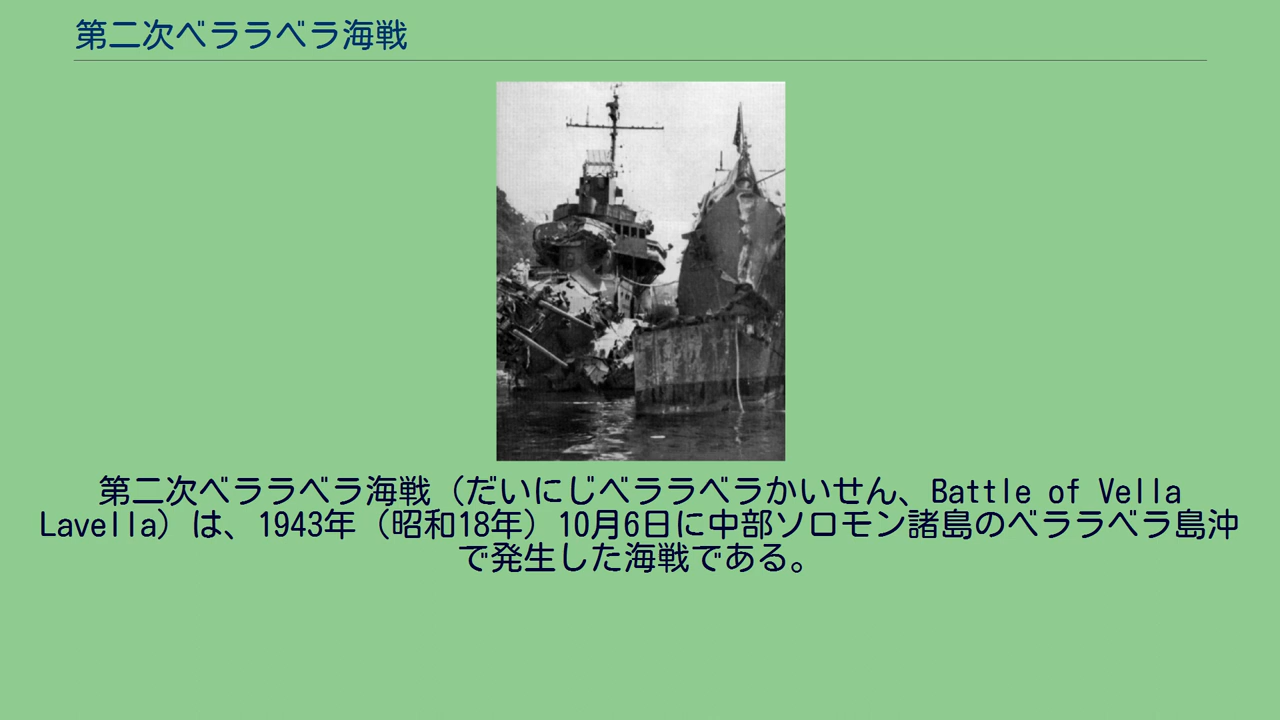 第二次ベララベラ海戦
第二次ベララベラ海戦（だいにじベララベラかいせん、Battle of Vella
Lavella）は、1943年（昭和18年）10月6日に中部ソロモン諸島のベララベラ島沖
で発生した海戦である。